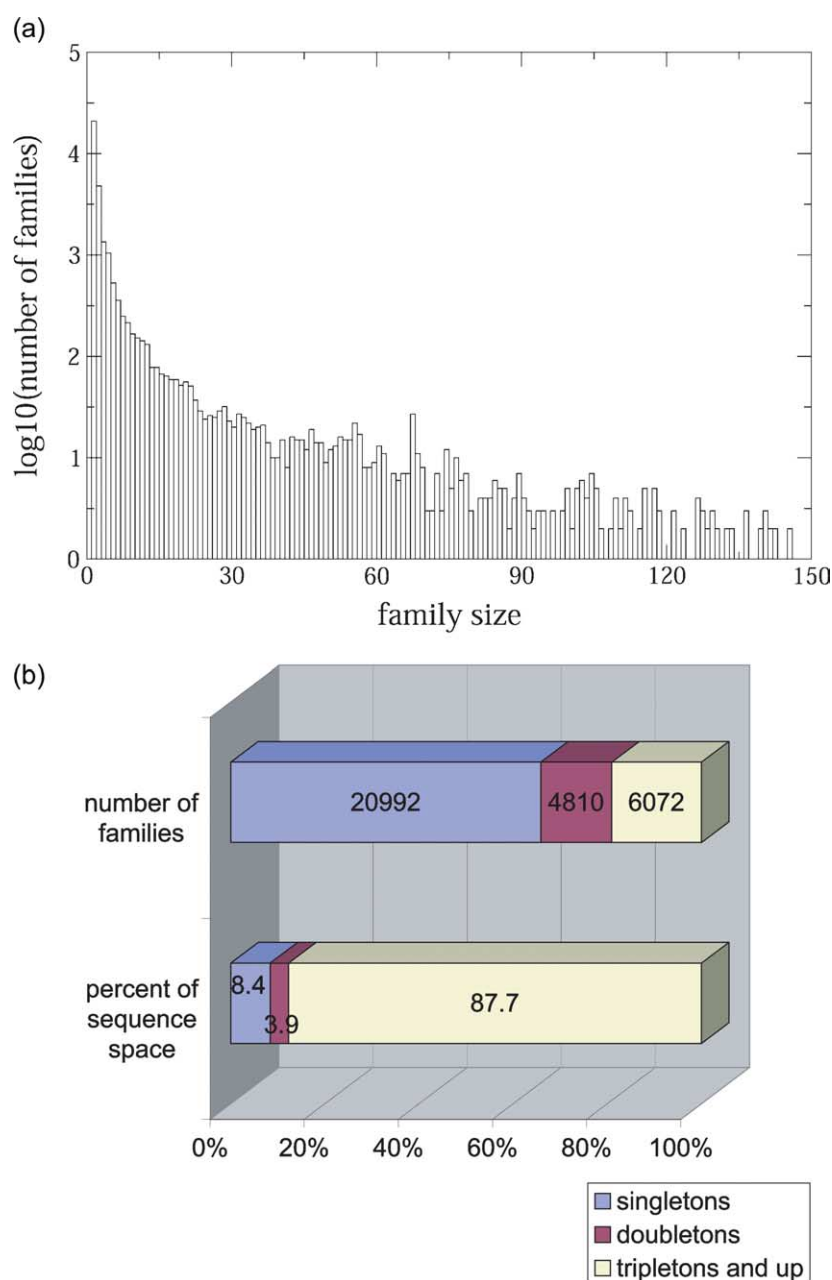 (a)
5
4
3
2
1
0
log10(number of families)
0 30 60 90 120 150
family size
(b)
number of
families
20992 4810 6072
percent of
sequence
space
8.4 3.9 87.7
0% 20% 40% 60% 80% 100%
singletons
doubletons
tripletons and up